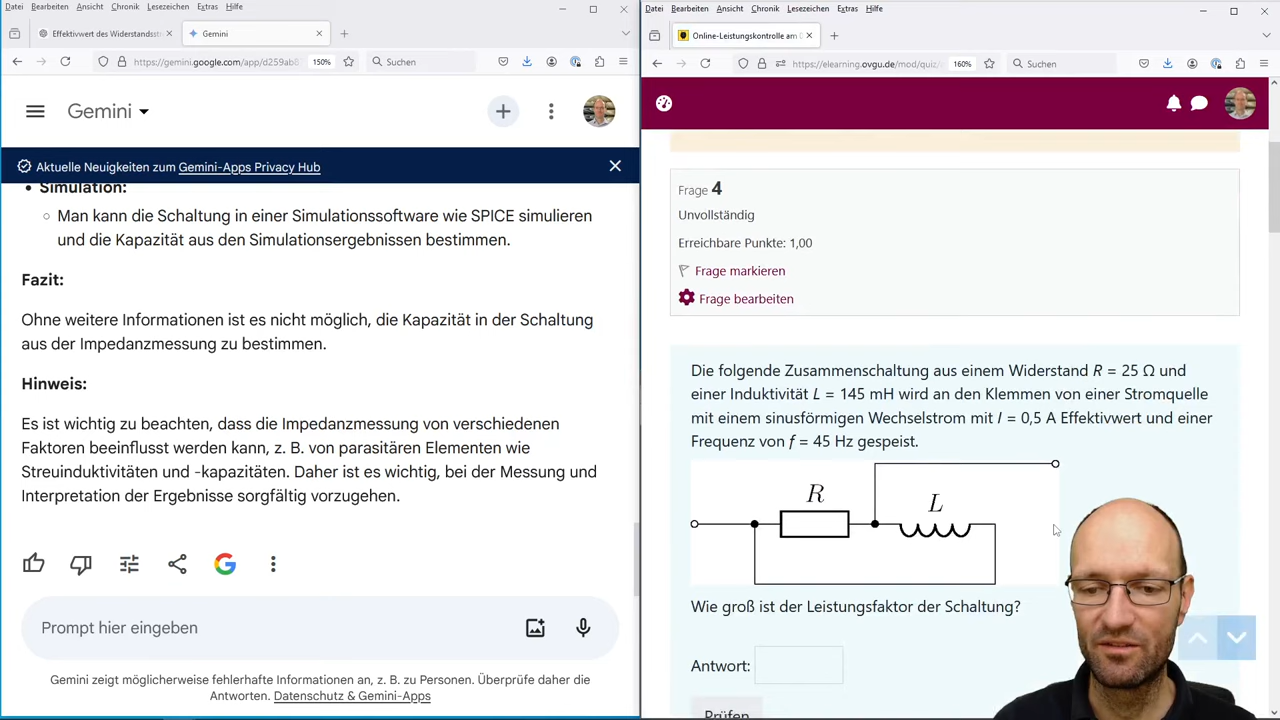 Datei Bearbeiten Ansicht Chronik Lesezeichen Extras Hilfe
Effektivwert des Widerstandsst
Gemini
https://gemini.google.com/app/d259ab8
150%
Suchen
Gemini
Aktuelle Neuigkeiten zum Gemini-Apps Privacy Hub
• Simulation:
Man kann die Schaltung in einer Simulationssoftware wie SPICE simulieren
und die Kapazität aus den Simulationsergebnissen bestimmen.
Fazit:
Ohne weitere Informationen ist es nicht möglich, die Kapazität in der Schaltung
aus der Impedanzmessung zu bestimmen.
Hinweis:
Es ist wichtig zu beachten, dass die Impedanzmessung von verschiedenen
Faktoren beeinflusst werden kann, z. B. von parasitären Elementen wie
Streuinduktivitäten und -kapazitäten. Daher ist es wichtig, bei der Messung und
Interpretation der Ergebnisse sorgfältig vorzugehen.
Prompt hier eingeben
Gemini zeigt möglicherweise fehlerhafte Informationen an, z. B. zu Personen. Überprüfe daher die
Antworten. Datenschutz & Gemini-Apps
Datei Bearbeiten Ansicht Chronik Lesezeichen Extras Hilfe
Online-Leistungskontrolle am
https://elearning.ovgu.de/mod/quiz/
160%
Suchen
Frage 4
Unvollständig
Erreichbare Punkte: 1,00
Frage markieren
Frage bearbeiten
Die folgende Zusammenschaltung aus einem Widerstand R = 25 Ω und
einer Induktivität L = 145 mH wird an den Klemmen von einer Stromquelle
mit einem sinusförmigen Wechselstrom mit I = 0,5 A Effektivwert und einer
Frequenz von f = 45 Hz gespeist.
R
L
Wie groß ist der Leistungsfaktor der Schaltung?
Antwort:
Prüfen